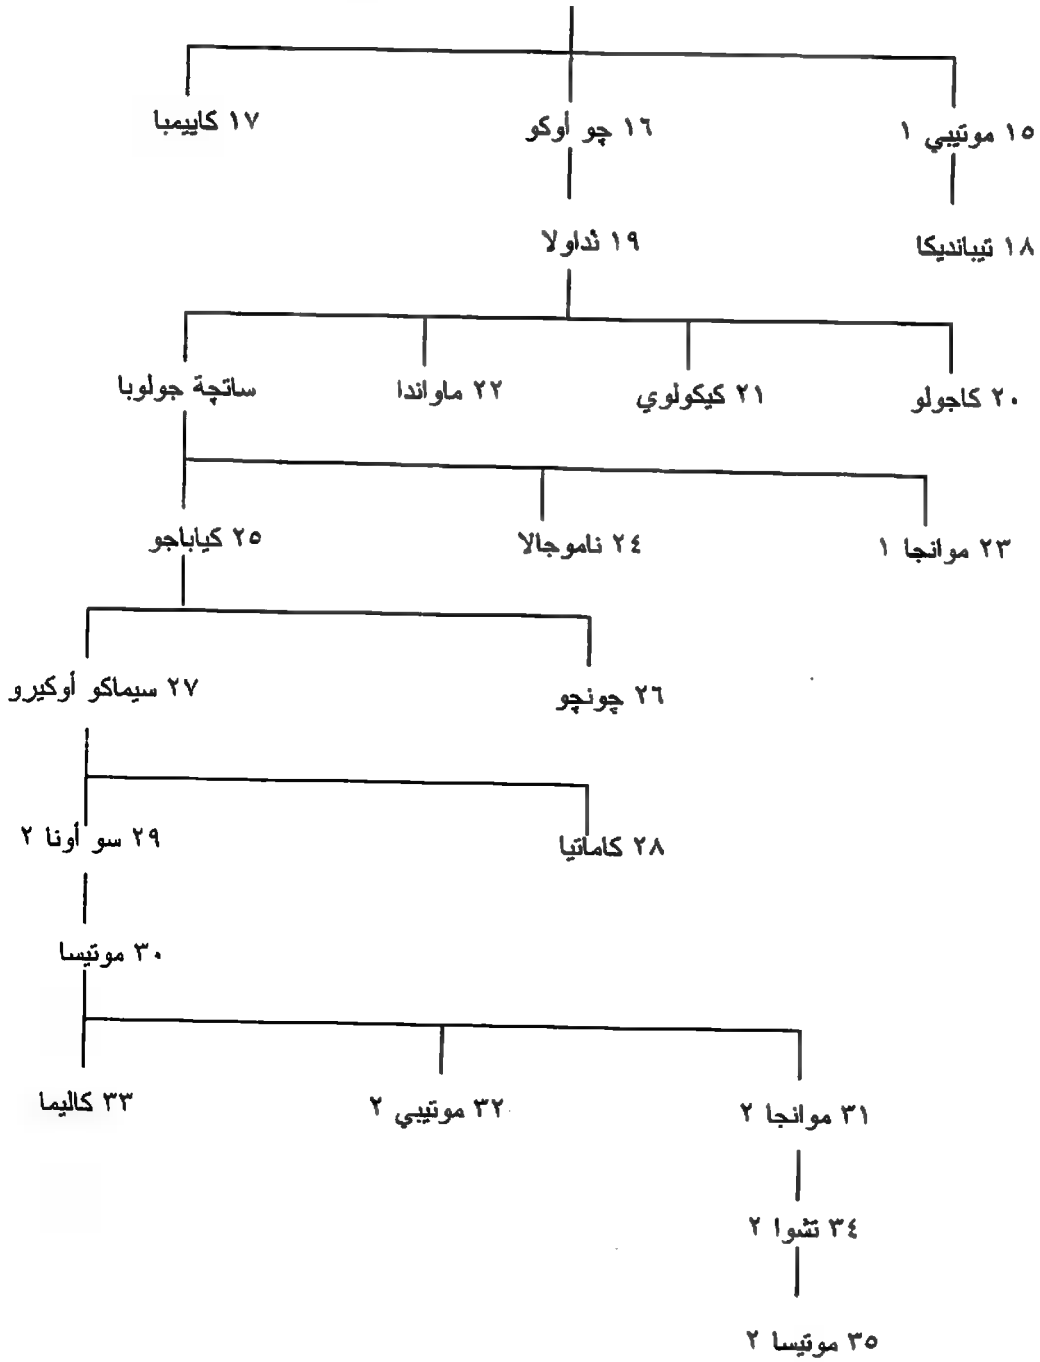 ١٥ موتيبي ١
١٦ چو أوكو
١٧ كاييمبا
١٨ تيبانديكا
١٩ نداولا
٢٠ كاجولو
٢١ كيكولوي
٢٢ ماواندا
ساتچة جولوبا
٢٣ موانجا ١
٢٤ ناموجالا
٢٥ كياباجو
٢٦ چونچو
٢٧ سيماكو أوكيرو
٢٨ كاماتيا
٢٩ سو أونا ٢
٣٠ موتيسا
٣١ موانجا ٢
٣٢ موتيبي ٢
٣٣ كاليما
٣٤ تشوا ٢
٣٥ موتيسا ٢